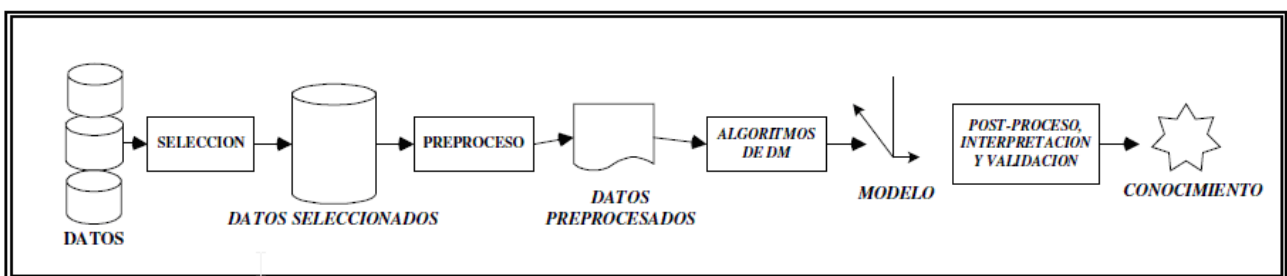 DATOS
SELECCION
DATOS SELECCIONADOS
PREPROCESO
DATOS
PREPROCESADOS
ALGORITMOS
DE DM
MODELO
POST-PROCESO,
INTERPRETACION
Y VALIDACION
CONOCIMIENTO